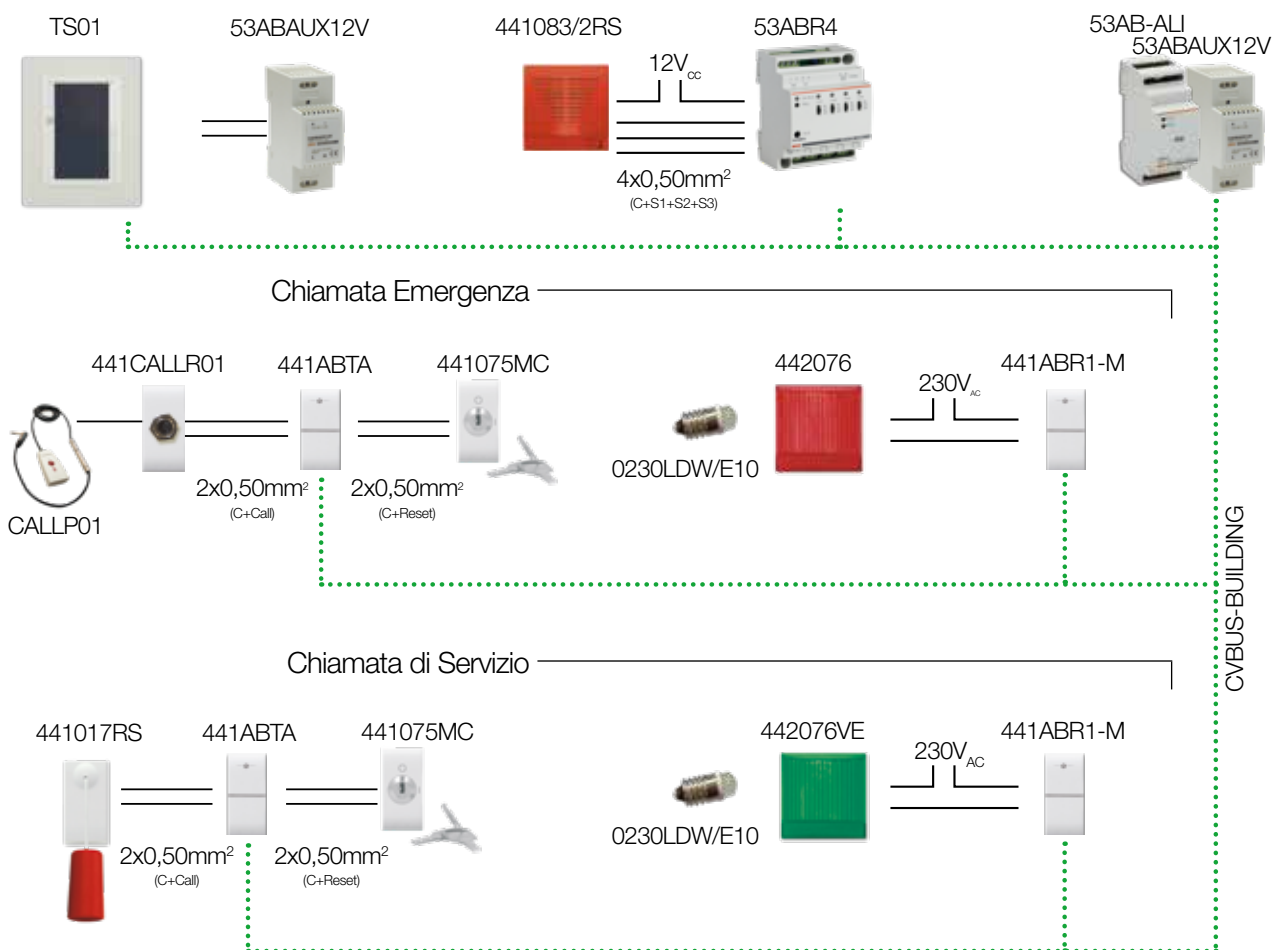 TS01
53ABAUX12V
441083/2RS
53ABR4
53AB-ALI
53ABAUX12V
12Vcc
4x0,50mm²
(C+S1+S2+S3)
Chiamata Emergenza
441CALLR01
441ABTA
441075MC
442076
230VAC
441ABR1-M
0230LDW/E10
CALLP01
2x0,50mm²
(C+Call)
2x0,50mm²
(C+Reset)
CVBUS-BUILDING
Chiamata di Servizio
441017RS
441ABTA
441075MC
442076VE
230VAC
441ABR1-M
0230LDW/E10
2x0,50mm²
(C+Call)
2x0,50mm²
(C+Reset)